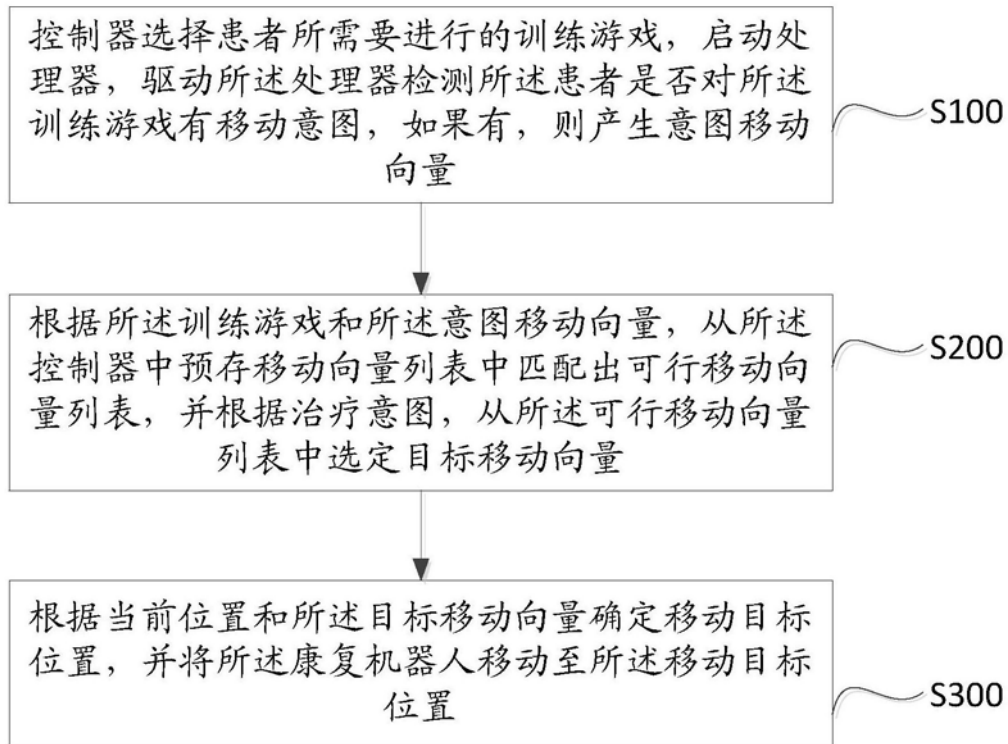 控制器选择患者所需要进行的训练游戏，启动处
理器，驱动所述处理器检测所述患者是否对所述
训练游戏有移动意图，如果有，则产生意图移动
向量
S100
根据所述训练游戏和所述意图移动向量，从所述
控制器中预存移动向量列表中匹配出可行移动向
量列表，并根据治疗意图，从所述可行移动向量
列表中选定目标移动向量
S200
根据当前位置和所述目标移动向量确定移动目标
位置，并将所述康复机器人移动至所述移动目标
位置
S300